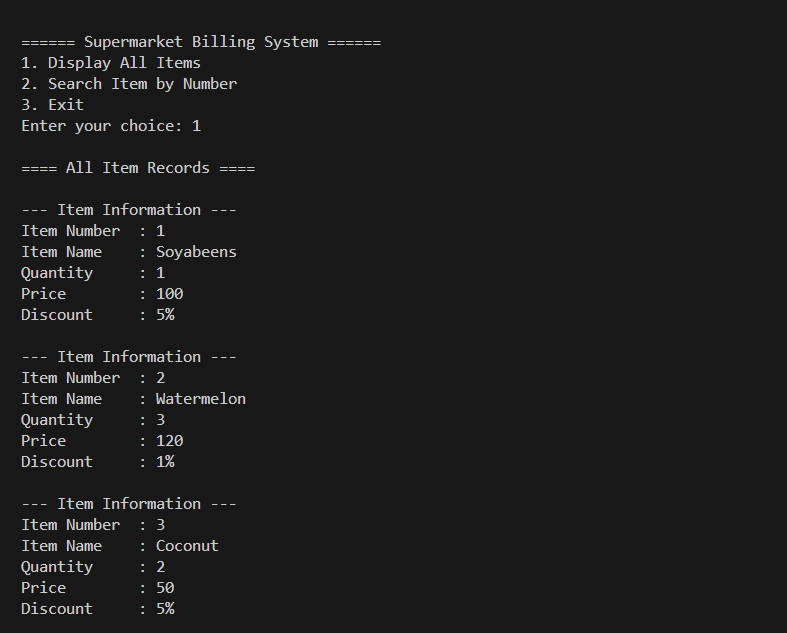 ====== Supermarket Billing System ======
1. Display All Items
2. Search Item by Number
3. Exit
Enter your choice: 1
==== All Item Records ====
--- Item Information ---
Item Number  : 1
Item Name    : Soyabeens
Quantity     : 1
Price        : 100
Discount     : 5%
--- Item Information ---
Item Number  : 2
Item Name    : Watermelon
Quantity     : 3
Price        : 120
Discount     : 1%
--- Item Information ---
Item Number  : 3
Item Name    : Coconut
Quantity     : 2
Price        : 50
Discount     : 5%